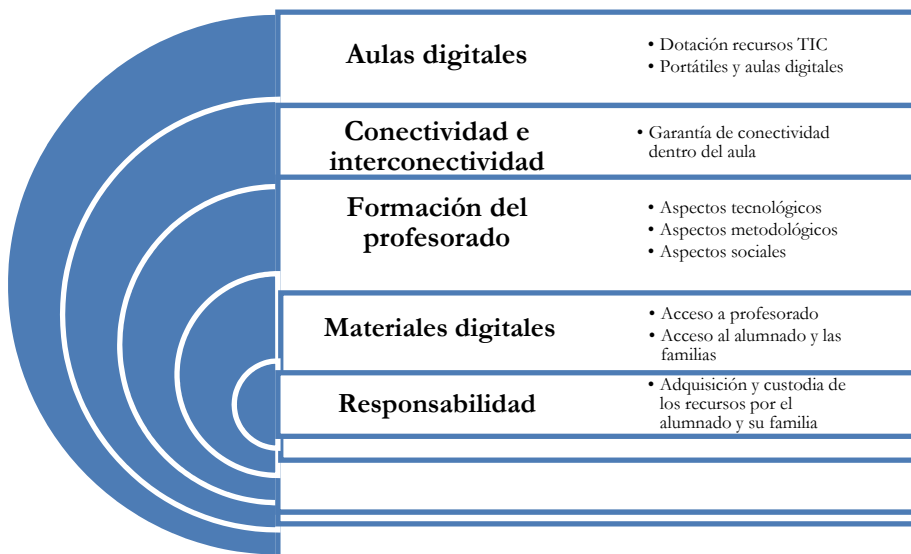 Aulas digitales
• Dotación recursos TIC
• Portátiles y aulas digitales
Conectividad e
interconectividad
• Garantía de conectividad
dentro del aula
Formación del
profesorado
• Aspectos tecnológicos
• Aspectos metodológicos
• Aspectos sociales
Materiales digitales
• Acceso a profesorado
• Acceso al alumnado y las
familias
Responsabilidad
• Adquisición y custodia de
los recursos por el
alumnado y su familia